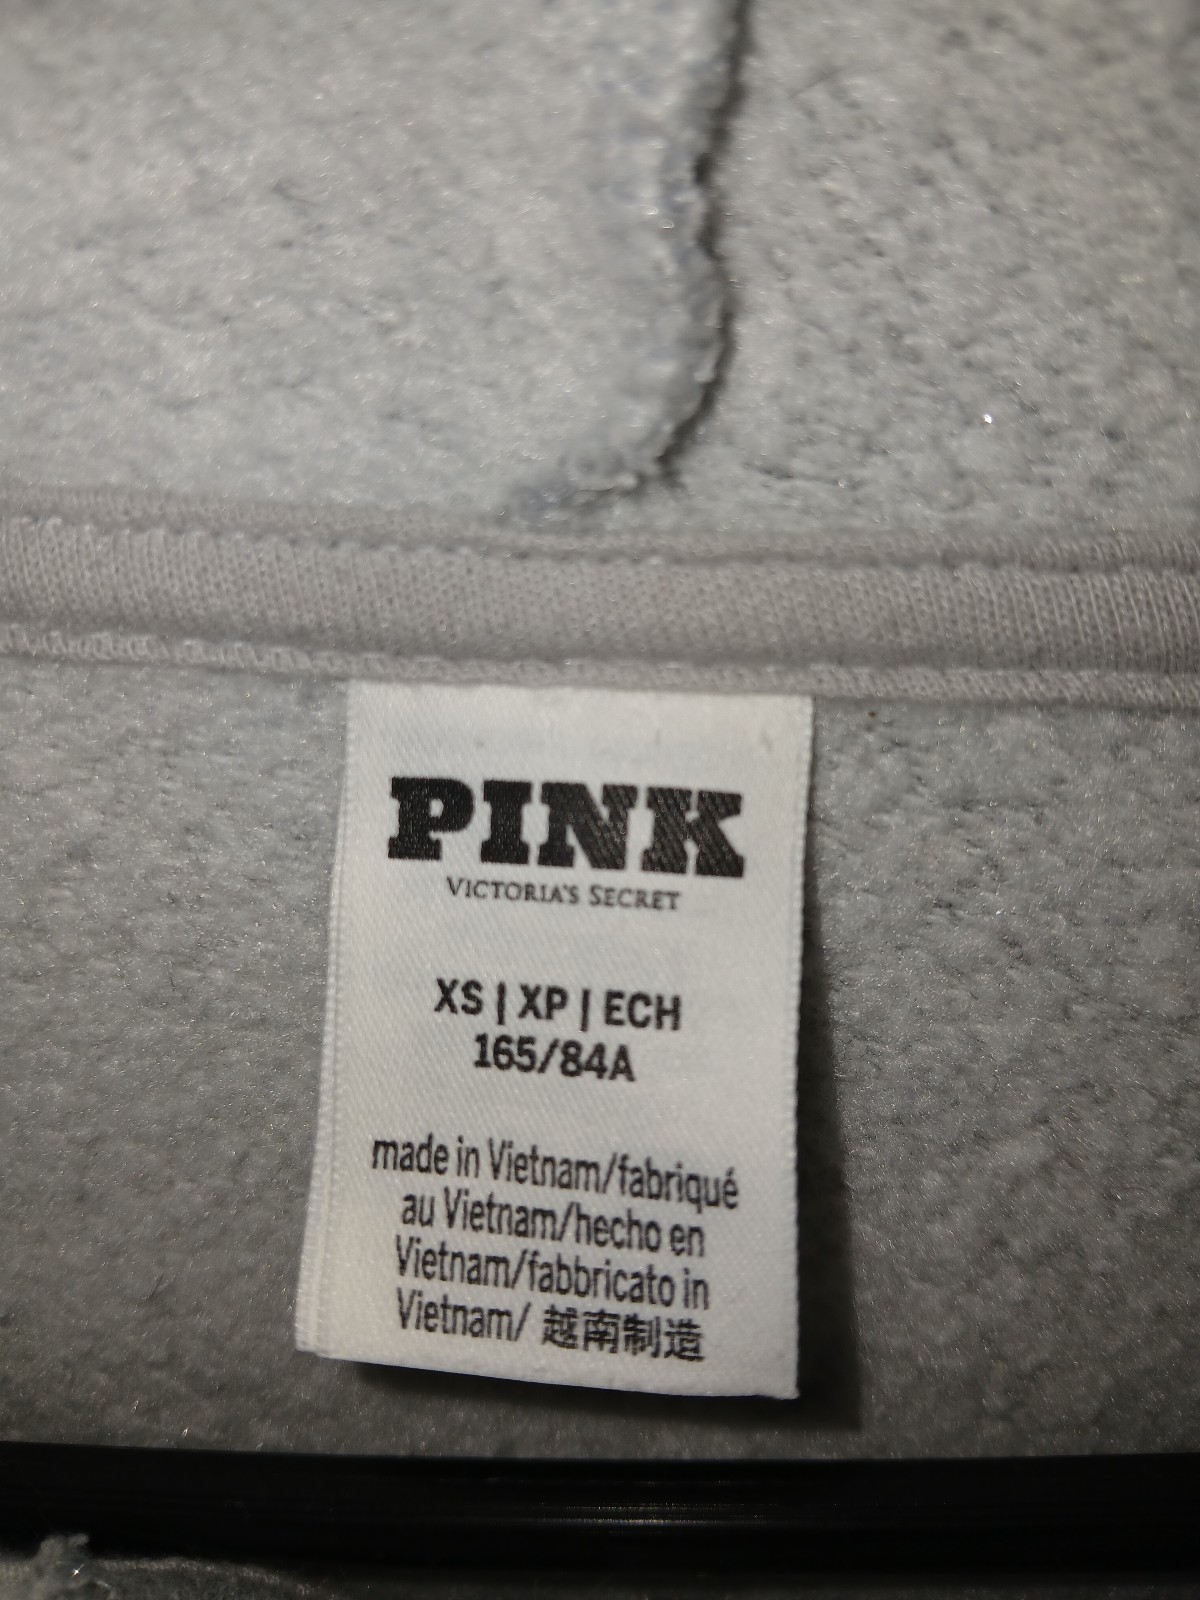 PINK
VICTORIA'S SECRET
XS | XP | ECH
165/84A
made in Vietnam/fabriqué
au Vietnam/hecho en
Vietnam/fabbricato in
Vietnam/ 越南制造